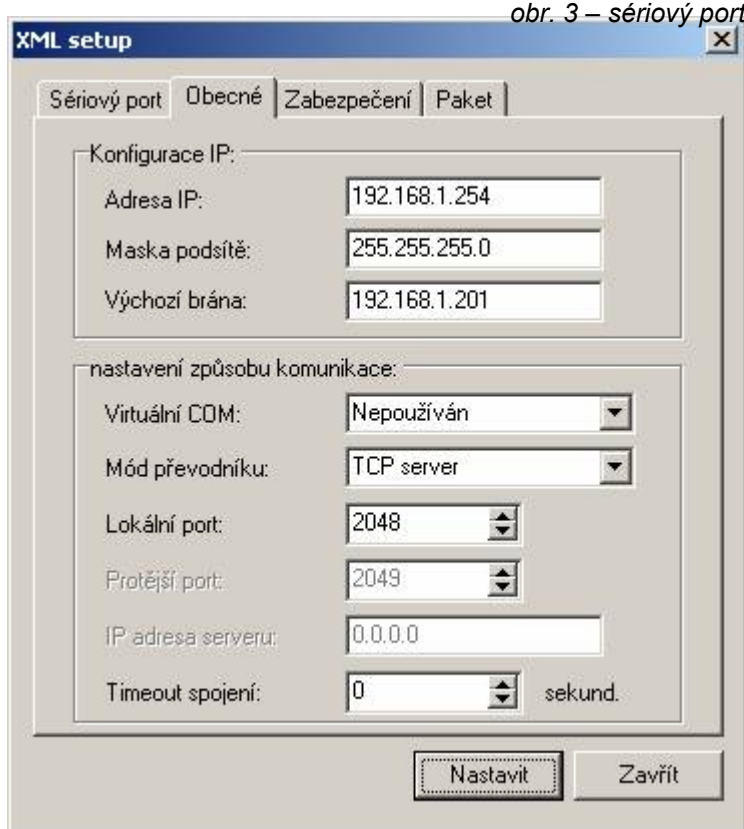 obr. 3 – sériový port
XML setup
Sériový port Obecné Zabezpečení Paket
Konfigurace IP:
Adresa IP: 192.168.1.254
Maska podsítě: 255.255.255.0
Výchozí brána: 192.168.1.201
nastavení způsobu komunikace:
Virtuální COM: Nepoužíván
Mód převodníku: TCP server
Lokální port: 2048
Protější port: 2049
IP adresa serveru: 0.0.0.0
Timeout spojení: 0 sekund.
Nastavit Zavřít